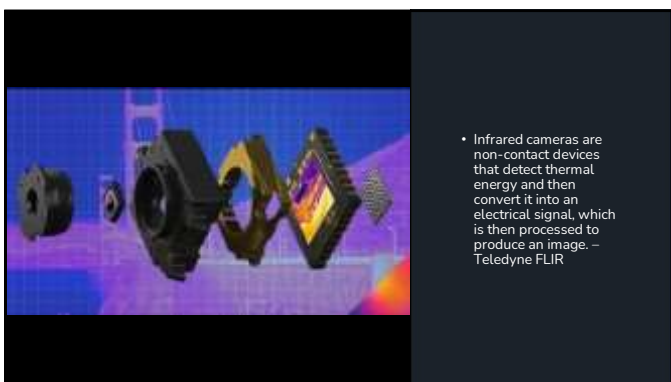 • Infrared cameras are
non-contact devices
that detect thermal
energy and then
convert it into an
electrical signal, which
is then processed to
produce an image. –
Teledyne FLIR